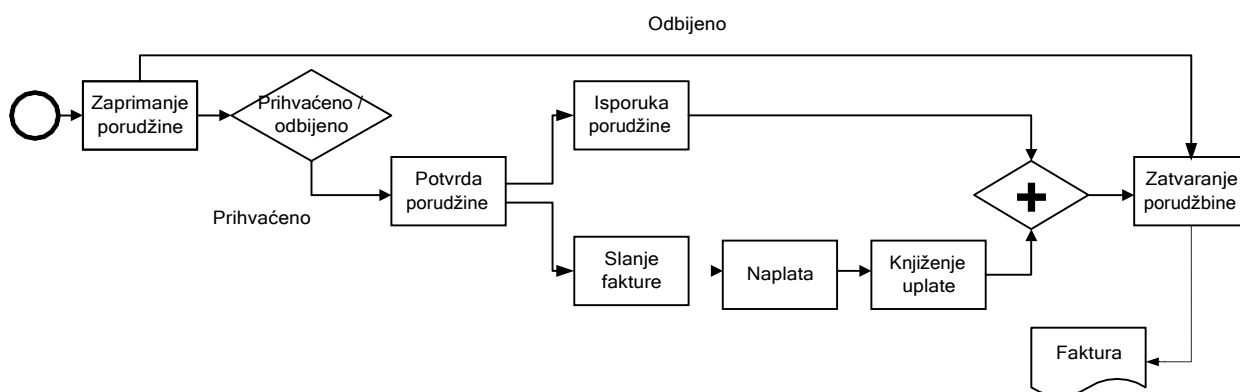 Odbijeno
Zaprimanje
porudžine
Prihvaćeno /
odbijeno
Isporuka
porudžine
Potvrda
porudžine
Prihvaćeno
Zatvaranje
porudžbine
Slanje
fakture
Naplata
Knjiženje
uplate
Faktura